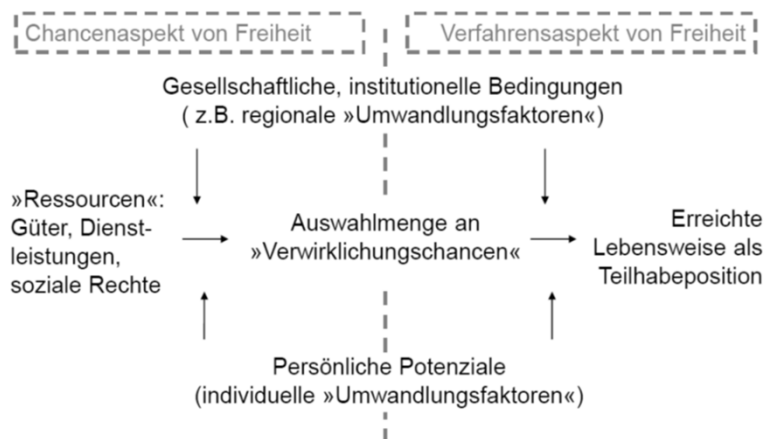 Chancenaspekt von Freiheit
Verfahrensaspekt von Freiheit
Gesellschaftliche, institutionelle Bedingungen
( z.B. regionale »Umwandlungsfaktoren«)
»Ressourcen«:
Güter, Dienst-
leistungen,
soziale Rechte
Auswahlmenge an
»Verwirklichungschancen«
Erreichte
Lebensweise als
Teilhabeposition
Persönliche Potenziale
(individuelle »Umwandlungsfaktoren«)